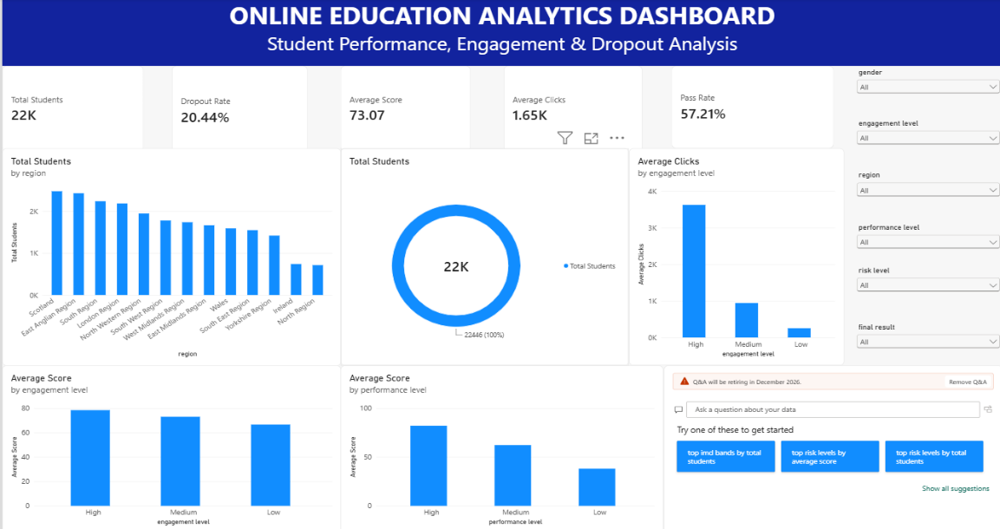 ONLINE EDUCATION ANALYTICS DASHBOARD
Student Performance, Engagement & Dropout Analysis
Total Students
22K
Dropout Rate
20.44%
Average Score
73.07
Average Clicks
1.65K
Pass Rate
57.21%
gender
All
engagement level
All
region
All
performance level
All
risk level
All
final result
All
Total Students
by region
Total Students
2K
1K
0K
Scotland
East Anglian Region
South Region
London Region
North Western Region
South West Region
West Midlands Region
East Midlands Region
Wales
South East Region
Yorkshire Region
Ireland
North Region
region
Total Students
22K
Total Students
22446 (100%)
Average Clicks
by engagement level
Average Clicks
4K
3K
2K
1K
0K
High
Medium
Low
engagement level
Average Score
by engagement level
Average Score
80
60
40
20
0
High
Medium
Low
engagement level
Average Score
by performance level
Average Score
100
50
0
High
Medium
Low
performance level
Q&A will be retiring in December 2026.
Remove Q&A
Ask a question about your data
Try one of these to get started
top imd bands by total
students
top risk levels by
average score
top risk levels by total
students
Show all suggestions